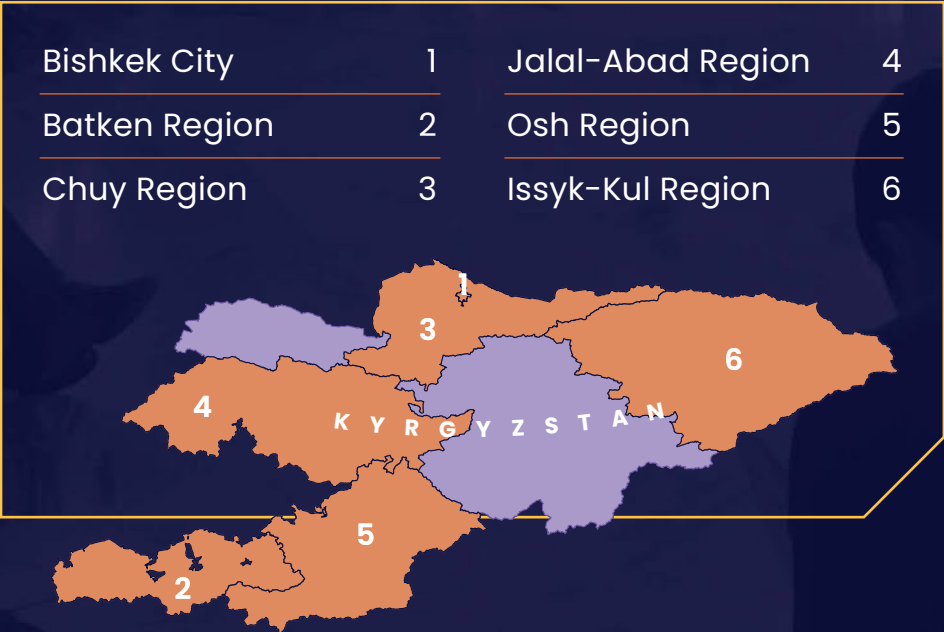 Bishkek City 1
Batken Region 2
Chuy Region 3
Jalal-Abad Region 4
Osh Region 5
Issyk-Kul Region 6
1
3
6
4
KYRGYZSTAN
5
2